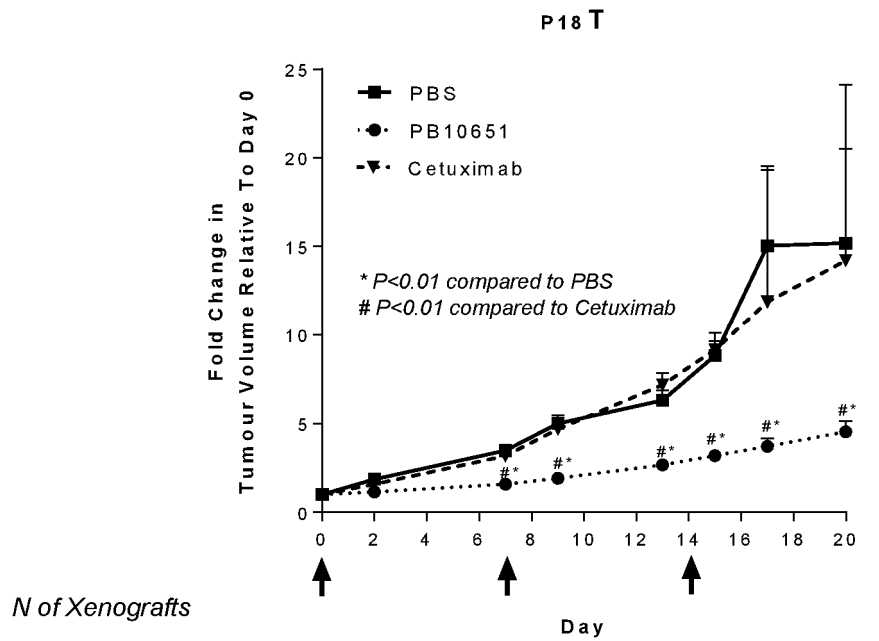 P18 T
25
20
15
10
5
0
Fold Change in
Tumour Volume Relative To Day 0
PBS
PB10651
Cetuximab
* P<0.01 compared to PBS
# P<0.01 compared to Cetuximab
#* #* #* #* #* #*
0 2 4 6 8 10 12 14 16 18 20
N of Xenografts
Day